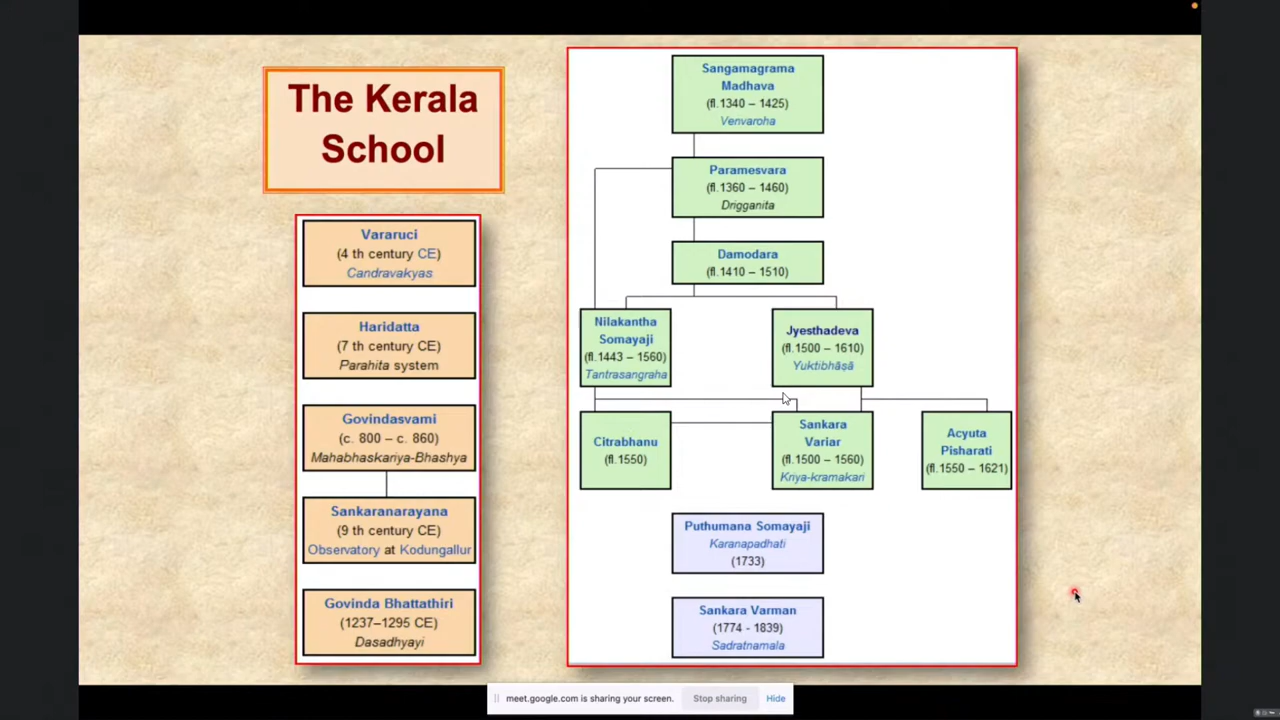 The Kerala
School
Vararuci
(4 th century CE)
Candravakyas
Haridatta
(7 th century CE)
Parahita system
Govindasvami
(c. 800 – c. 860)
Mahabhaskariya-Bhashya
Sankaranarayana
(9 th century CE)
Observatory at Kodungallur
Govinda Bhattathiri
(1237–1295 CE)
Dasadhyayi
Sangamagrama
Madhava
(fl.1340 – 1425)
Venvaroha
Paramesvara
(fl.1360 – 1460)
Drigganita
Damodara
(fl.1410 – 1510)
Nilakantha
Somayaji
(fl.1443 – 1560)
Tantrasangraha
Jyesthadeva
(fl.1500 – 1610)
Yuktibhāṣā
Citrabhanu
(fl.1550)
Sankara
Variar
(fl.1500 – 1560)
Kriya-kramakari
Acyuta
Pisharati
(fl.1550 – 1621)
Puthumana Somayaji
Karanapadhati
(1733)
Sankara Varman
(1774 - 1839)
Sadratnamala
meet.google.com is sharing your screen. Stop sharing Hide